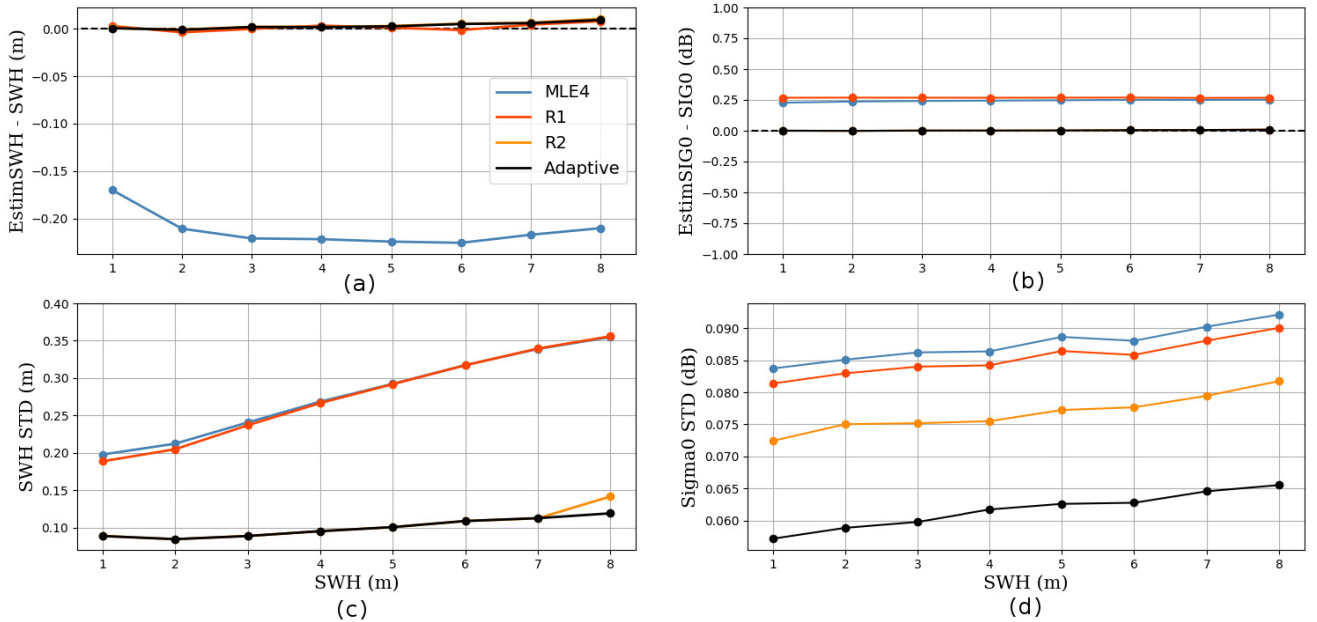 EstimSWH - SWH (m)
0.00
−0.05
−0.10
−0.15
−0.20
MLE4
R1
R2
Adaptive
1 2 3 4 5 6 7 8
(a)
EstimSIG0 - SIG0 (dB)
1.00
0.75
0.50
0.25
0.00
−0.25
−0.50
−0.75
−1.00
1 2 3 4 5 6 7 8
(b)
SWH STD (m)
0.40
0.35
0.30
0.25
0.20
0.15
0.10
1 2 3 4 5 6 7 8
SWH (m)
(c)
Sigma0 STD (dB)
0.090
0.085
0.080
0.075
0.070
0.065
0.060
1 2 3 4 5 6 7 8
SWH (m)
(d)